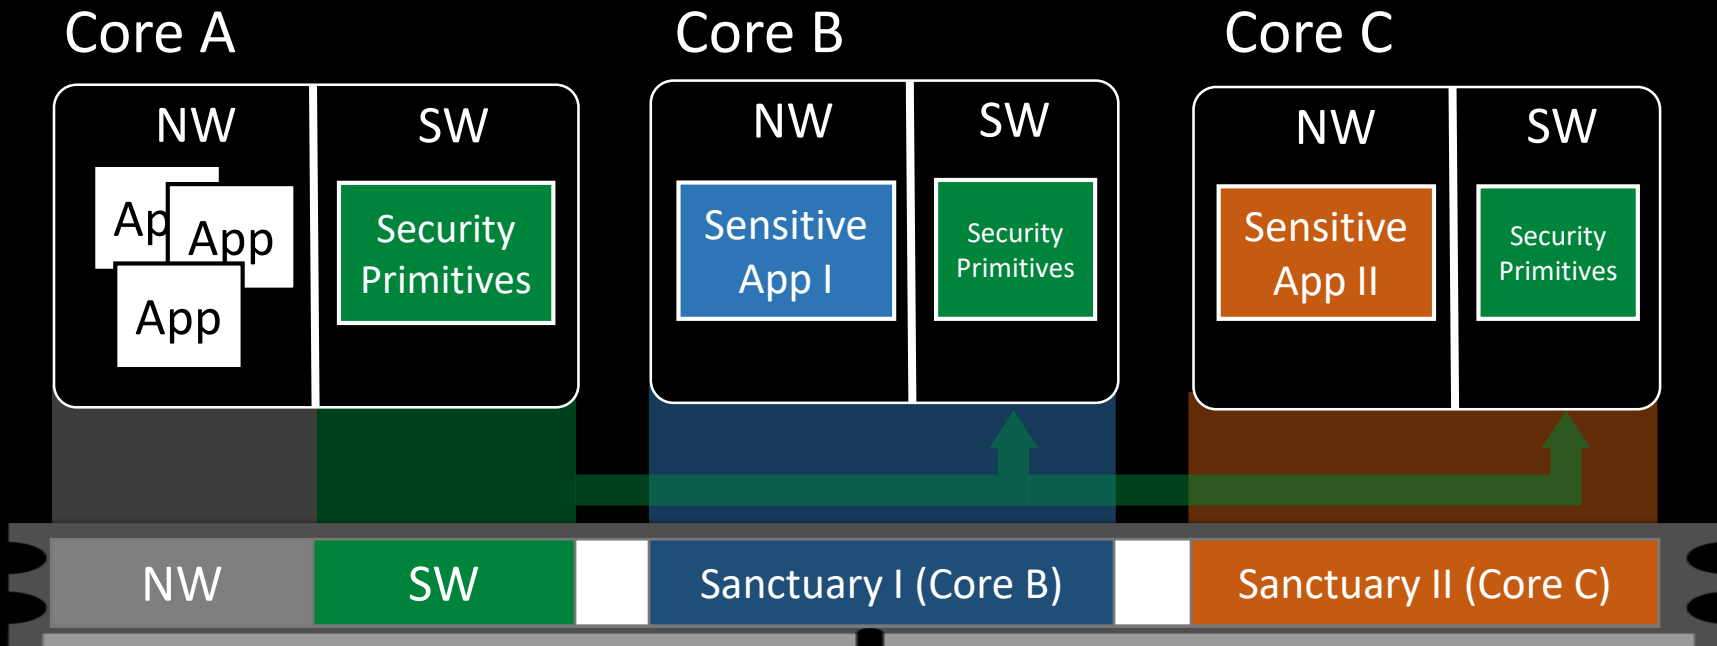 Core A
Core B
Core C
NW
SW
NW
SW
NW
SW
App
App
Security
Primitives
Sensitive
App I
Security
Primitives
Sensitive
App II
Security
Primitives
NW
SW
Sanctuary I (Core B)
Sanctuary II (Core C)